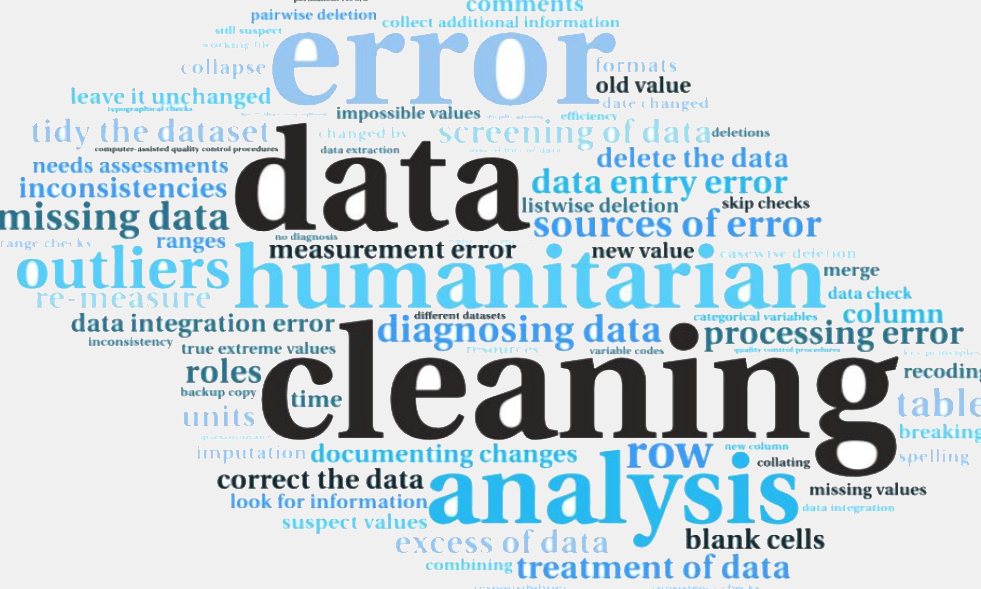 comments
pairwise deletion
collect additional information
still suspect
error
working file
collapse
formats
old value
leave it unchanged
date changed
typographical checks
impossible values
efficiency
tidy the dataset
changed by
screening of data
deletions
computer-assisted quality control procedures
data extraction
data
delete the data
needs assessments
data entry error
inconsistencies
listwise deletion
skip checks
missing data
sources of error
range checks
ranges
no diagnosis
measurement error
new value
casewise deletion
outliers
humanitarian
merge
re-measure
data check
different datasets
categorical variables
column
data integration error
diagnosing data
processing error
inconsistency
true extreme values
resources
variable codes
quality control procedures
key principles
roles
cleaning
recoding
backup copy
time
units
table
breaking
imputation
documenting changes
row
new column
collating
spelling
correct the data
analysis
missing values
look for information
data integration
suspect values
excess of data
blank cells
combining
treatment of data